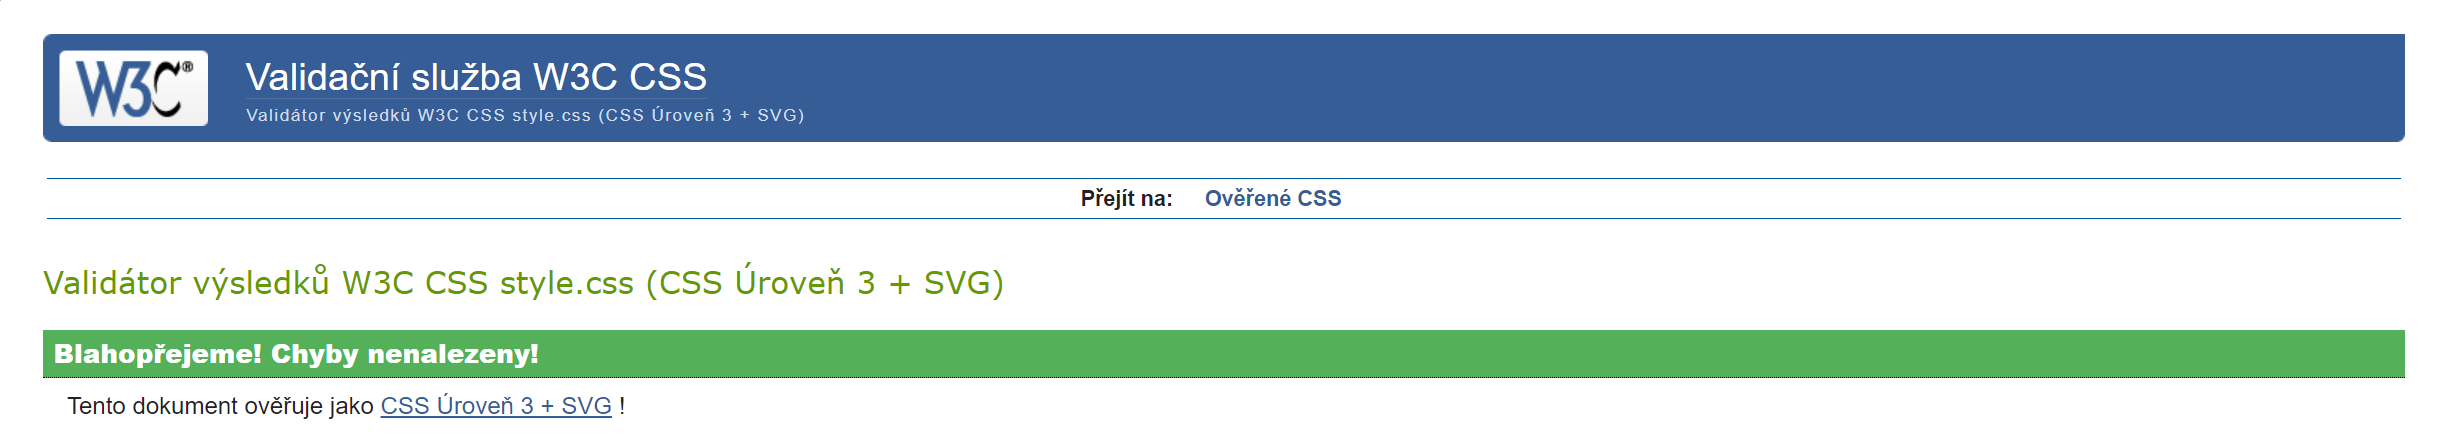 W3C®
Validační služba W3C CSS
Validátor výsledků W3C CSS style.css (CSS Úroveň 3 + SVG)
Přejít na: Ověřené CSS
Validátor výsledků W3C CSS style.css (CSS Úroveň 3 + SVG)
Blahopřejeme! Chyby nenalezeny!
Tento dokument ověřuje jako CSS Úroveň 3 + SVG !